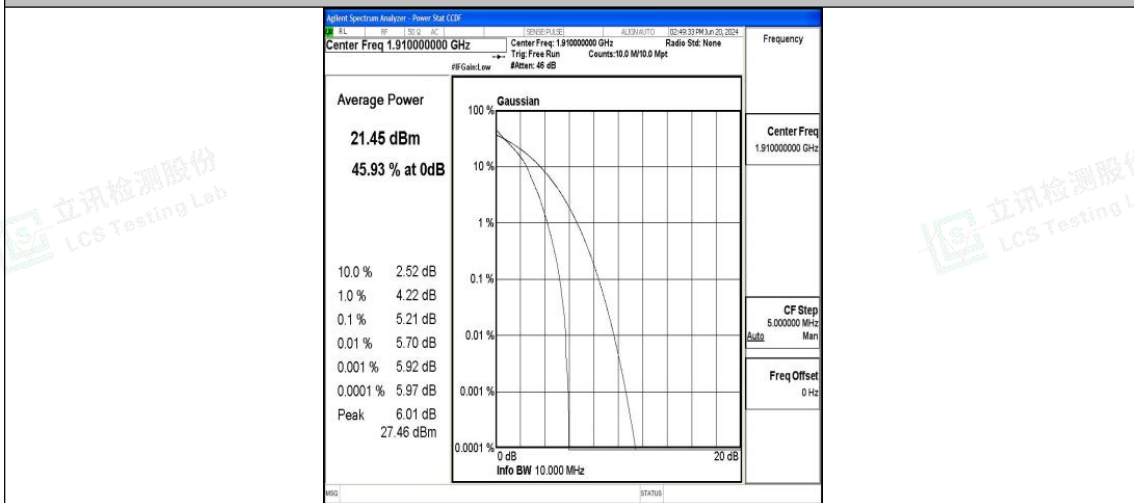 Agilent Spectrum Analyzer - Power Stat CCDF
RL RF 50 Ω AC SENSE:PULSE ALIGNAUTO 02:49:33 PM Jun 20, 2024
Center Freq 1.910000000 GHz
Center Freq: 1.910000000 GHz Radio Std: None
Trig: Free Run Counts:10.0 M/10.0 Mpt
#IFGain:Low #Atten: 46 dB
Frequency
Average Power
21.45 dBm
45.93 % at 0dB
10.0 % 2.52 dB
1.0 % 4.22 dB
0.1 % 5.21 dB
0.01 % 5.70 dB
0.001 % 5.92 dB
0.0001 % 5.97 dB
Peak 6.01 dB
27.46 dBm
Gaussian
100 %
10 %
1 %
0.1 %
0.01 %
0.001 %
0.0001 %
0 dB 20 dB
Info BW 10.000 MHz
Center Freq
1.910000000 GHz
CF Step
5.000000 MHz
Auto Man
Freq Offset
0 Hz
MSG STATUS
立讯检测股份
LCS Testing Lab
立讯检测股份
LCS Testing L